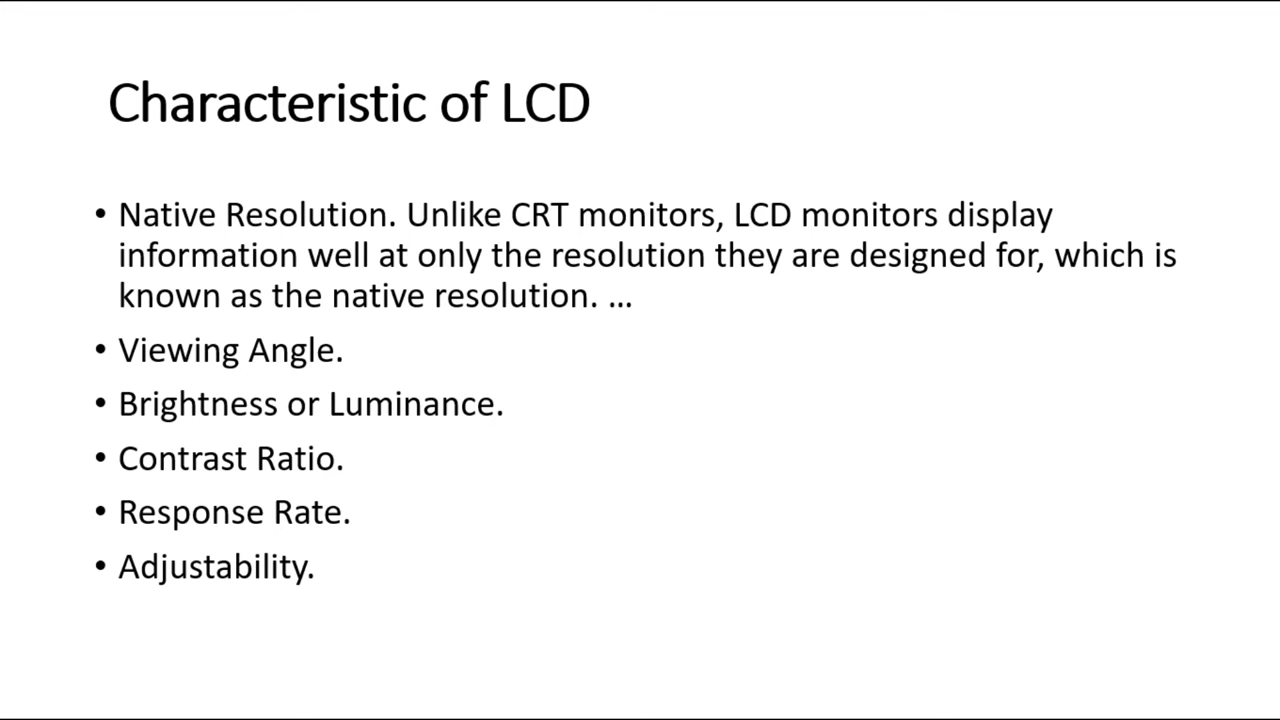 Characteristic of LCD
• Native Resolution. Unlike CRT monitors, LCD monitors display
information well at only the resolution they are designed for, which is
known as the native resolution. ...
• Viewing Angle.
• Brightness or Luminance.
• Contrast Ratio.
• Response Rate.
• Adjustability.